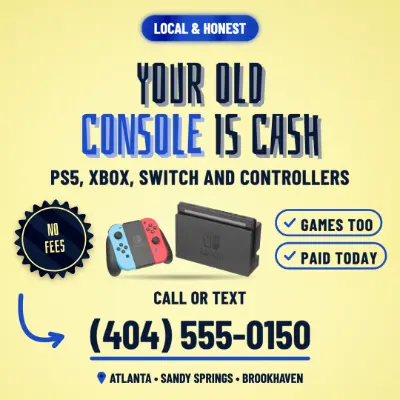 LOCAL & HONEST
YOUR OLD
CONSOLE IS CASH
PS5, XBOX, SWITCH AND CONTROLLERS
NO
FEES
GAMES TOO
PAID TODAY
CALL OR TEXT
(404) 555-0150
ATLANTA • SANDY SPRINGS • BROOKHAVEN